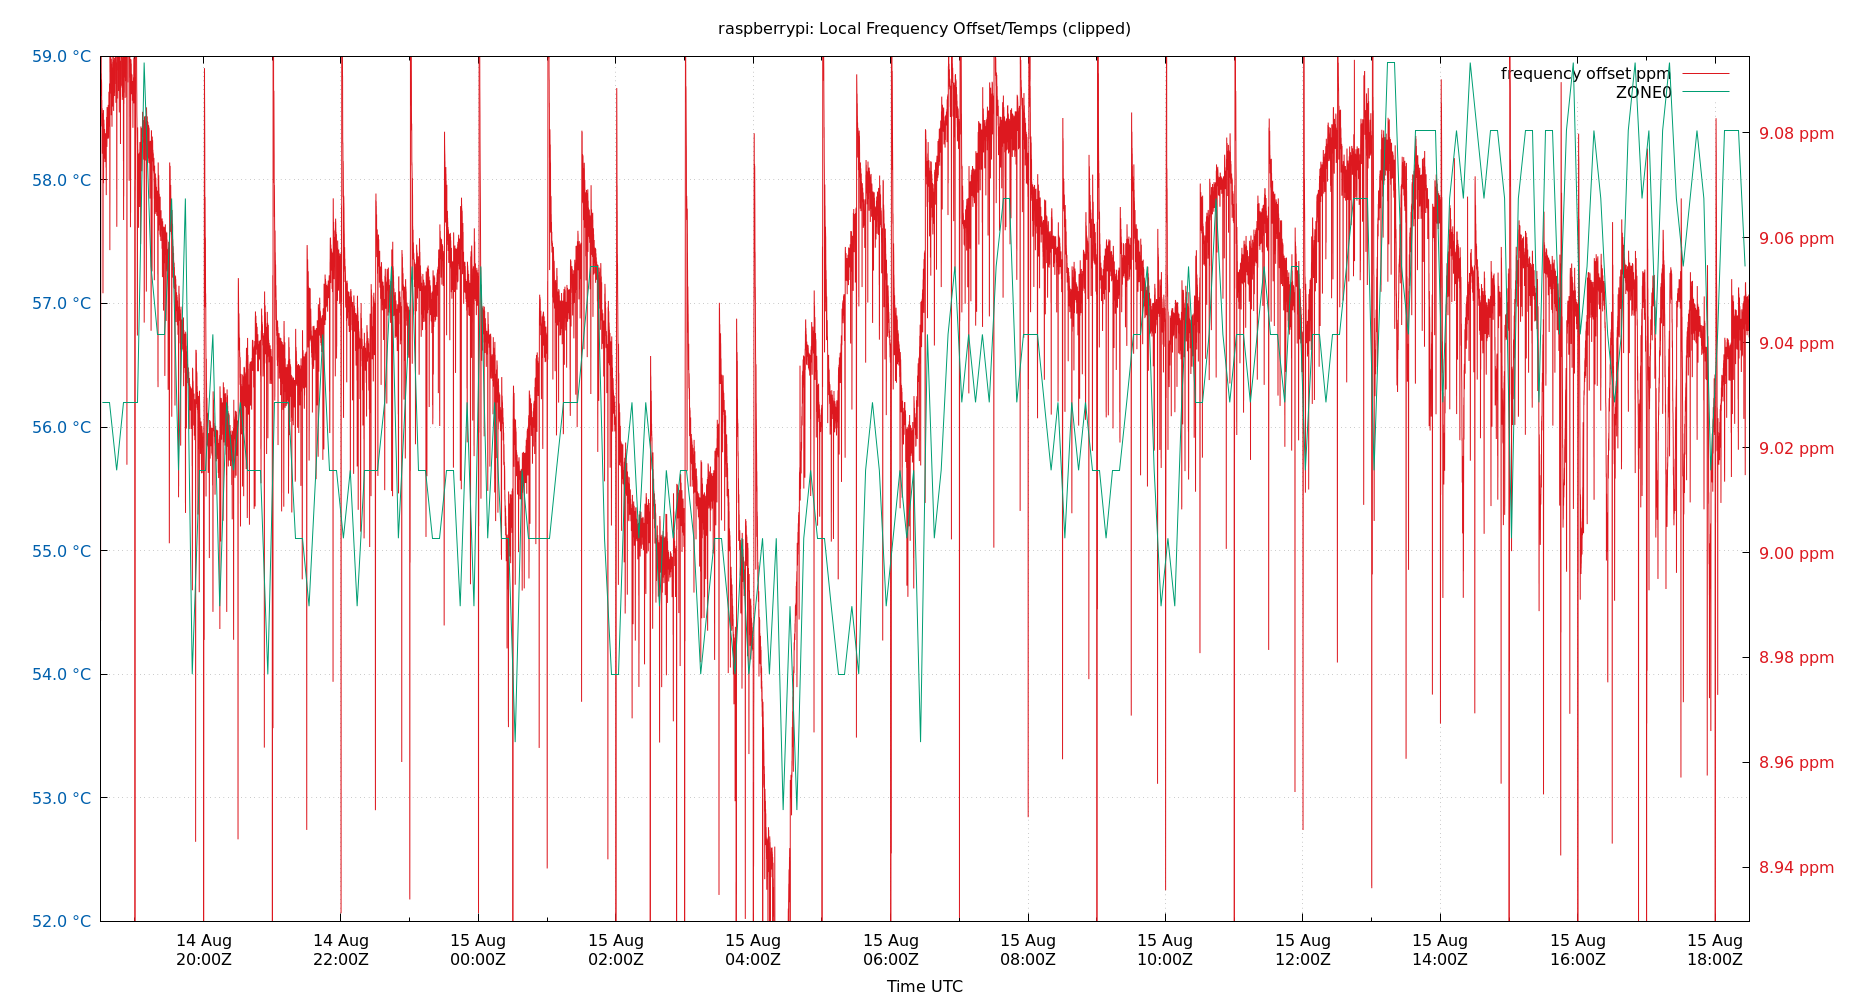 raspberrypi: Local Frequency Offset/Temps (clipped)
frequency offset ppm
ZONE0
59.0 °C
58.0 °C
57.0 °C
56.0 °C
55.0 °C
54.0 °C
53.0 °C
52.0 °C
9.08 ppm
9.06 ppm
9.04 ppm
9.02 ppm
9.00 ppm
8.98 ppm
8.96 ppm
8.94 ppm
14 Aug
20:00Z
14 Aug
22:00Z
15 Aug
00:00Z
15 Aug
02:00Z
15 Aug
04:00Z
15 Aug
06:00Z
15 Aug
08:00Z
15 Aug
10:00Z
15 Aug
12:00Z
15 Aug
14:00Z
15 Aug
16:00Z
15 Aug
18:00Z
Time UTC